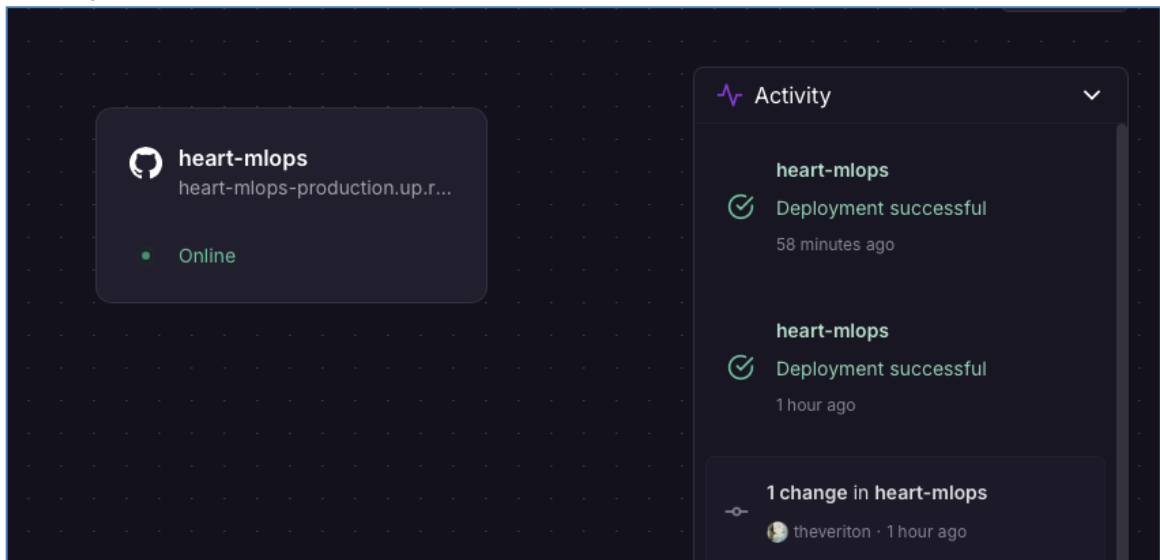 heart-mlops
heart-mlops-production.up.r...
Online
Activity
heart-mlops
Deployment successful
58 minutes ago
heart-mlops
Deployment successful
1 hour ago
1 change in heart-mlops
theveriton · 1 hour ago